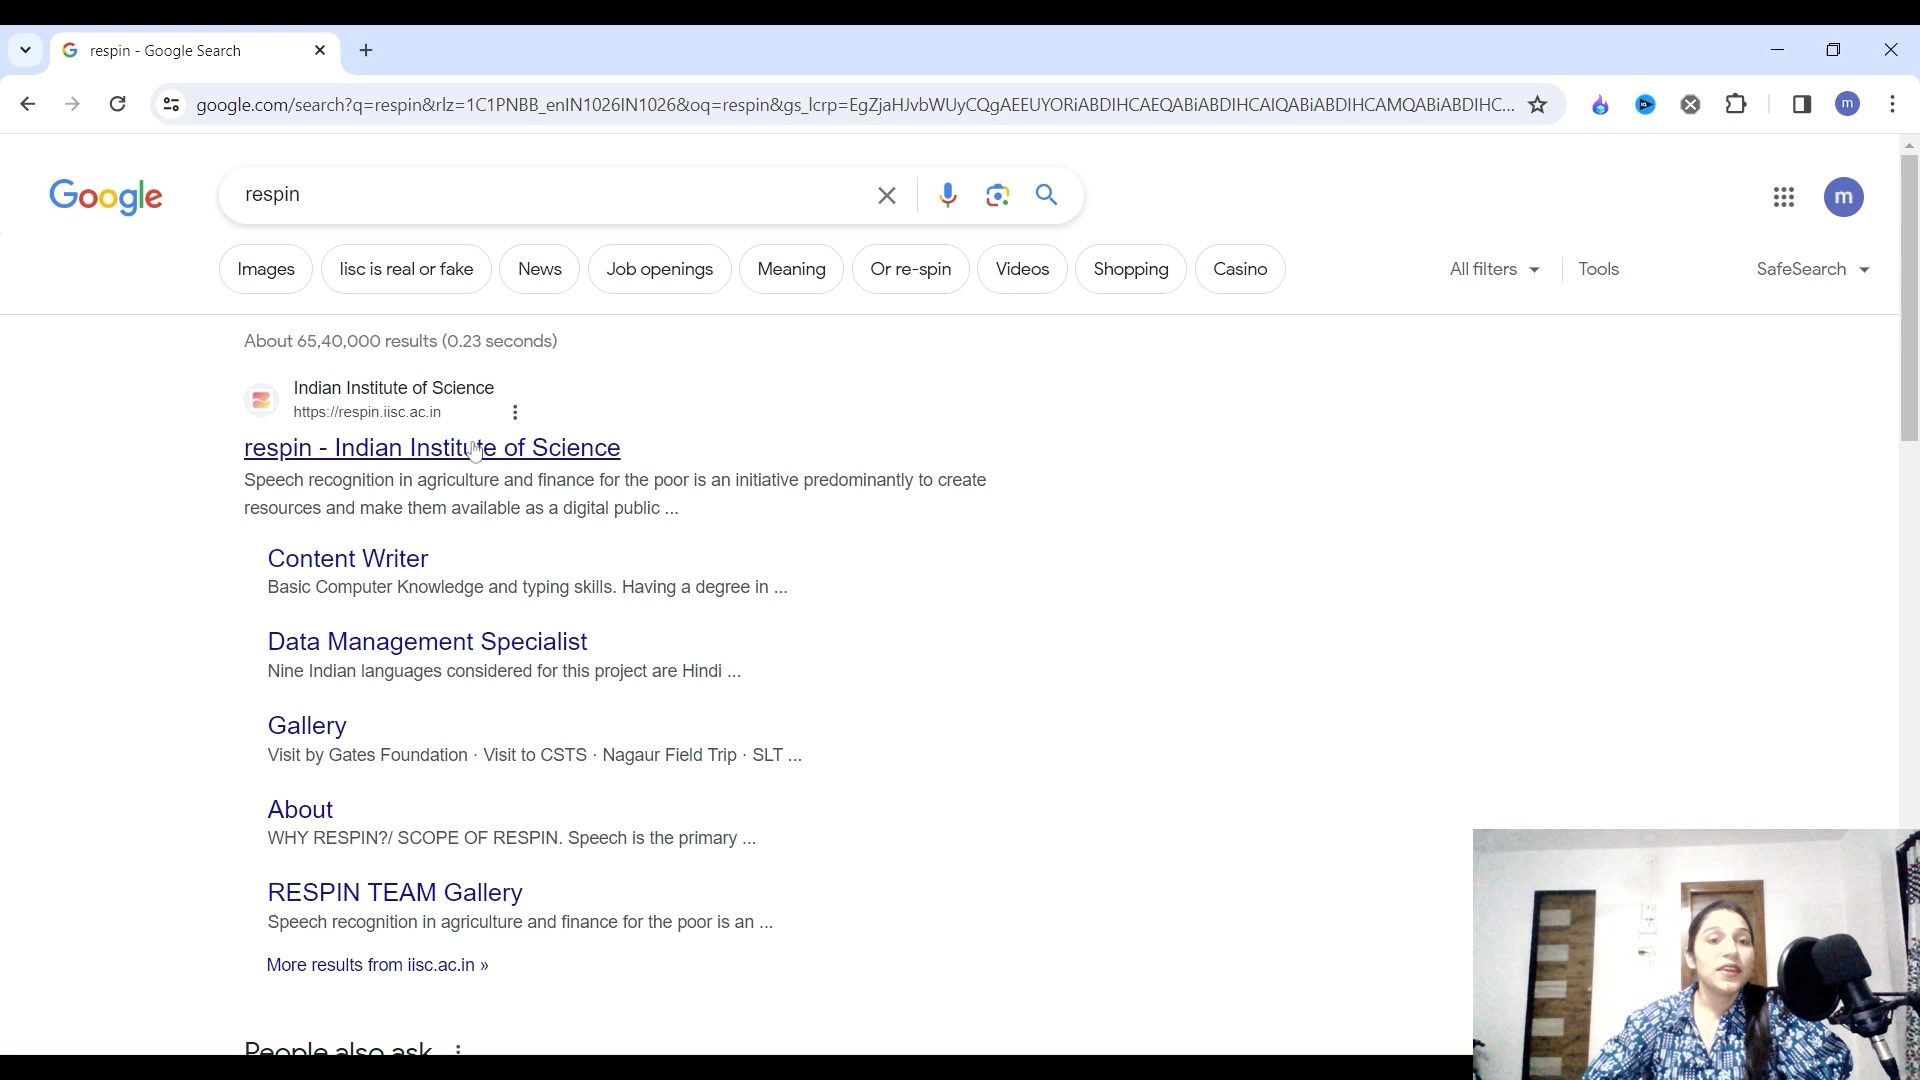 respin - Google Search
google.com/search?q=respin&rlz=1C1PNBB_enIN1026IN1026&oq=respin&gs_lcrp=EgZjaHJvbWUyCQgAEEUYORiABDIHCAEQABiABDIHCAIQABiABDIHCAMQABiABDIHC...
m
Google
respin
m
Images
Iisc is real or fake
News
Job openings
Meaning
Or re-spin
Videos
Shopping
Casino
All filters
Tools
SafeSearch
About 65,40,000 results (0.23 seconds)
Indian Institute of Science
https://respin.iisc.ac.in
respin - Indian Institute of Science
Speech recognition in agriculture and finance for the poor is an initiative predominantly to create
resources and make them available as a digital public ...
Content Writer
Basic Computer Knowledge and typing skills. Having a degree in ...
Data Management Specialist
Nine Indian languages considered for this project are Hindi ...
Gallery
Visit by Gates Foundation · Visit to CSTS · Nagaur Field Trip · SLT ...
About
WHY RESPIN?/ SCOPE OF RESPIN. Speech is the primary ...
RESPIN TEAM Gallery
Speech recognition in agriculture and finance for the poor is an ...
More results from iisc.ac.in »
People also ask